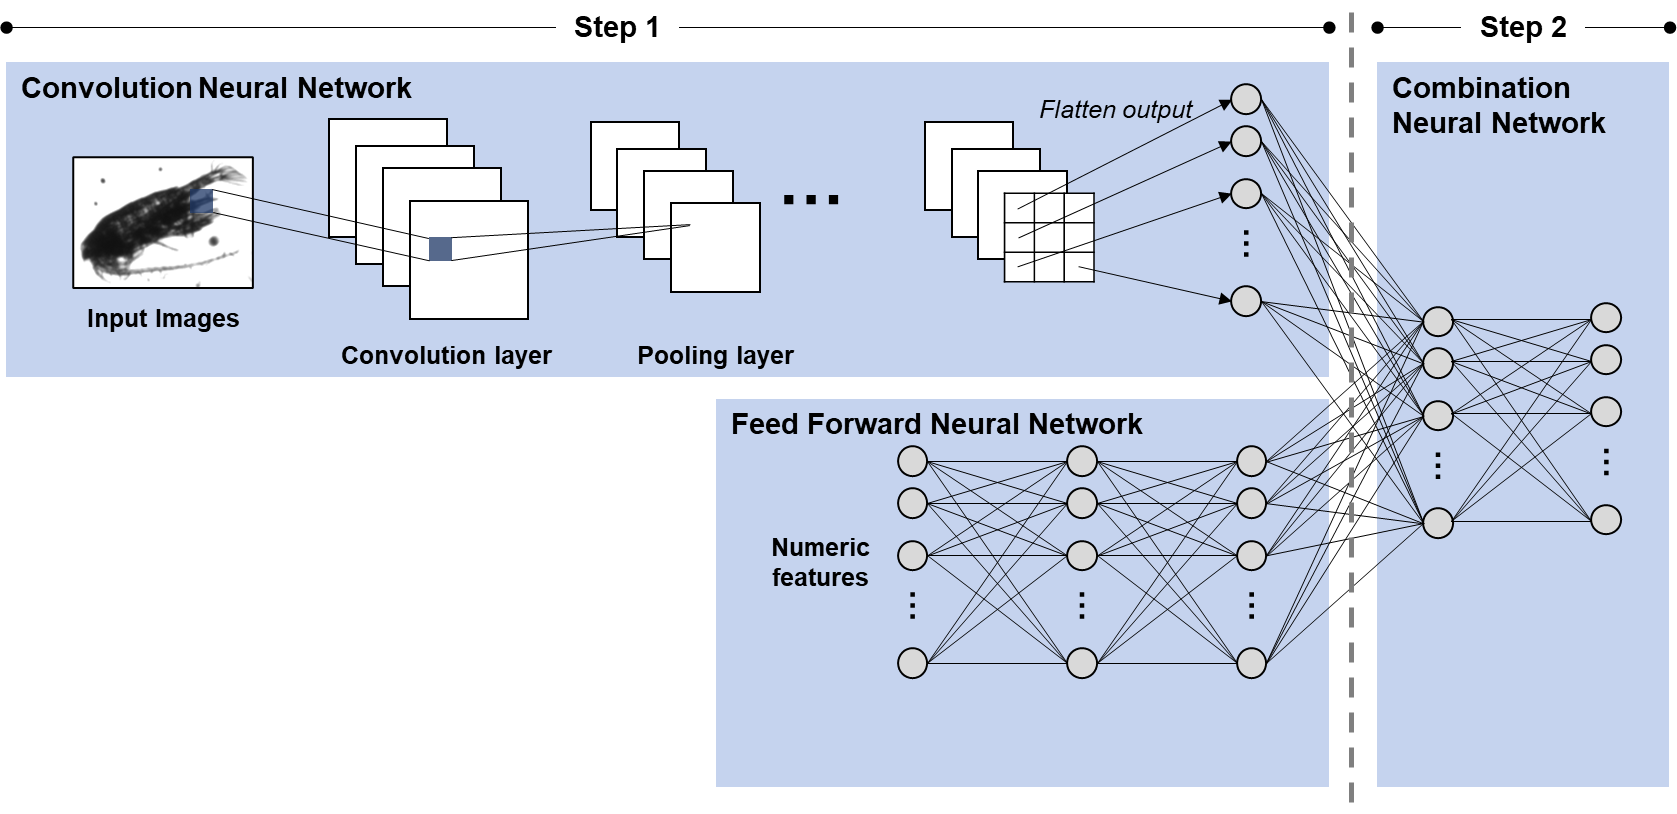 Step 1
Step 2
Convolution Neural Network
Flatten output
Input Images
Convolution layer
Pooling layer
Combination
Neural Network
Feed Forward Neural Network
Numeric
features